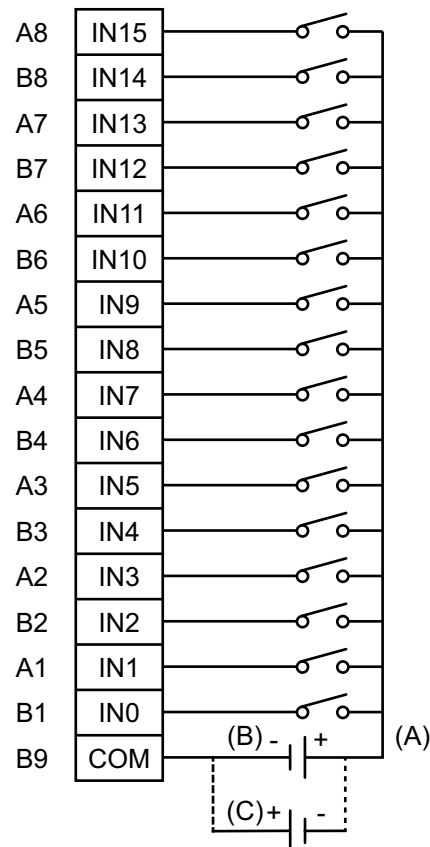 A8 IN15
B8 IN14
A7 IN13
B7 IN12
A6 IN11
B6 IN10
A5 IN9
B5 IN8
A4 IN7
B4 IN6
A3 IN5
B3 IN4
A2 IN3
B2 IN2
A1 IN1
B1 IN0
(B) - + (A)
B9 COM
(C) + -